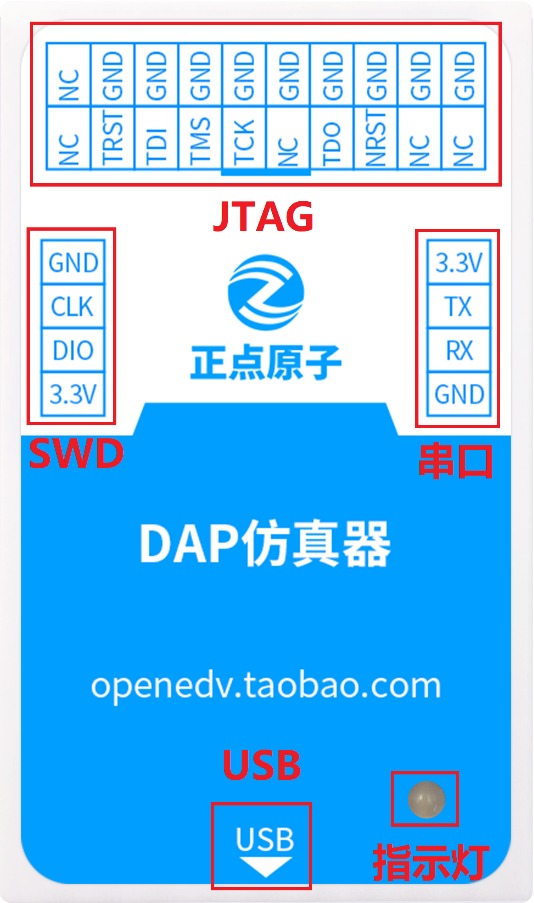 NC GND GND GND GND GND GND GND GND GND
NC TRST TDI TMS TCK NC TDO NRST NC NC
JTAG
GND
CLK
DIO
3.3V
SWD
正点原子
3.3V
TX
RX
GND
串口
DAP仿真器
openedv.taobao.com
USB
USB
指示灯